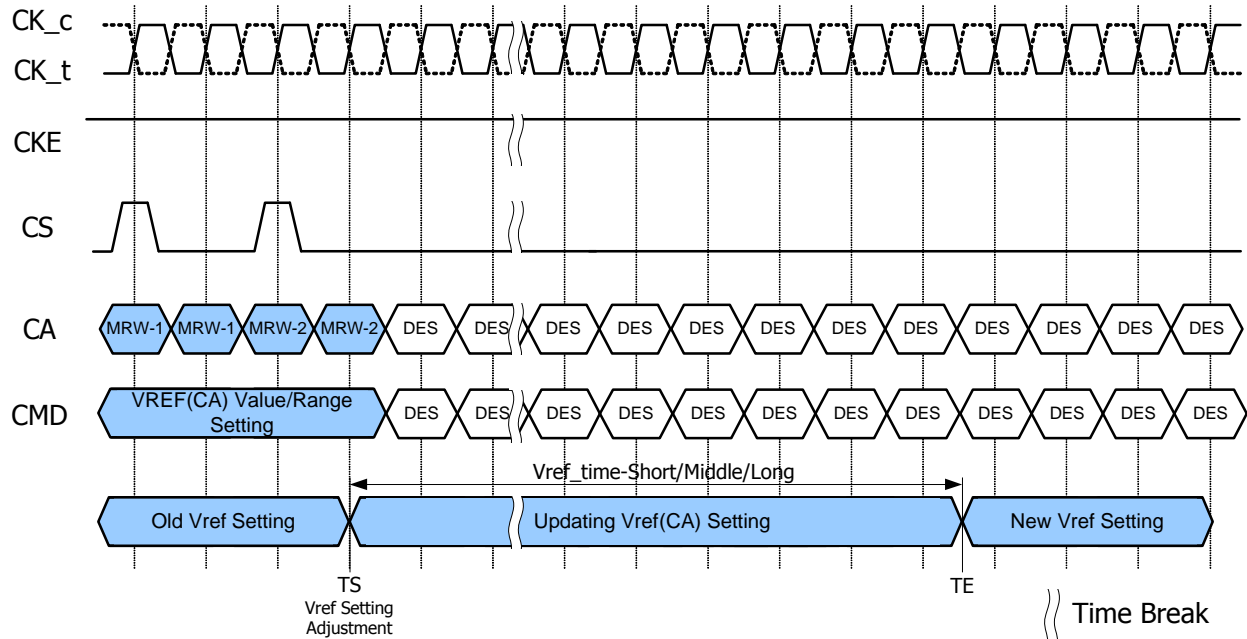 CK_c
CK_t
CKE
CS
CA MRW-1 MRW-1 MRW-2 MRW-2 DES DES DES DES DES DES DES DES DES DES DES DES
CMD VREF(CA) Value/Range Setting DES DES DES DES DES DES DES DES DES DES DES DES
Vref_time-Short/Middle/Long
Old Vref Setting Updating Vref(CA) Setting New Vref Setting
TS TE
Vref Setting
Adjustment
Time Break